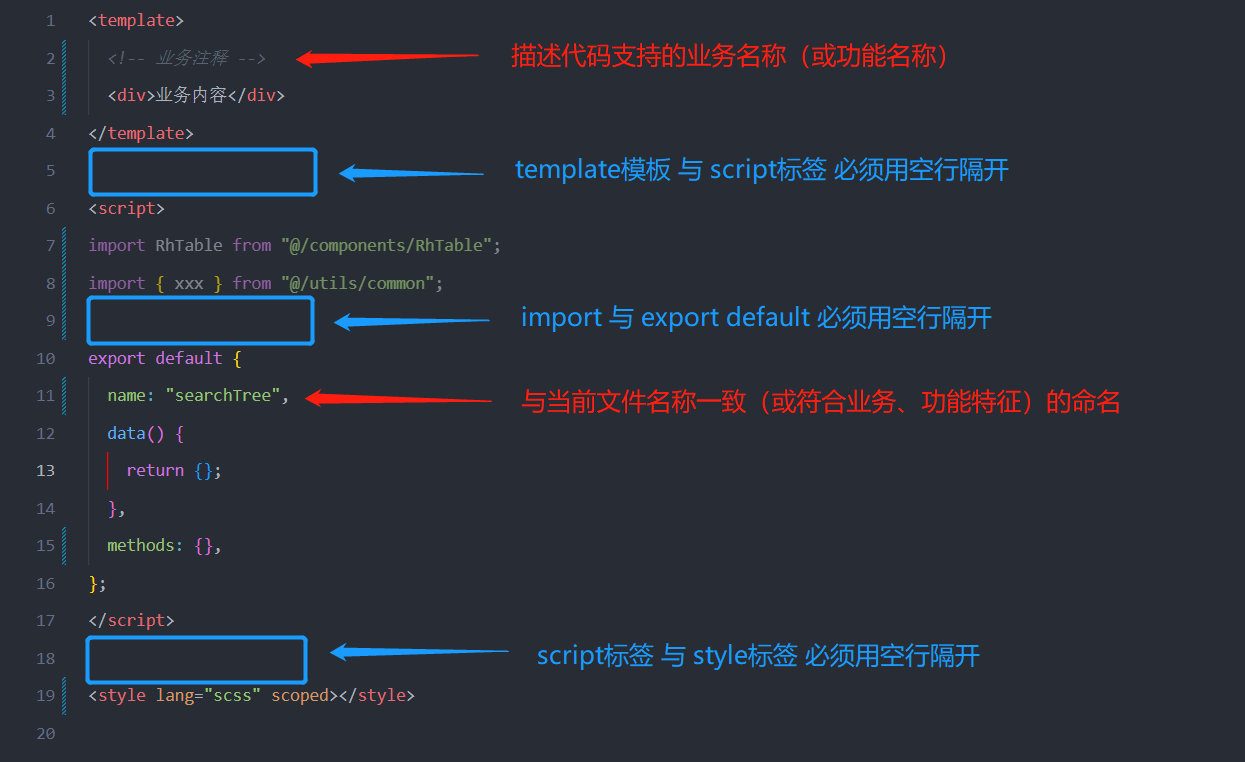 1 <template>
2 <!-- 业务注释 --> 描述代码支持的业务名称（或功能名称）
3 <div>业务内容</div>
4 </template>
5 template模板 与 script标签 必须用空行隔开
6 <script>
7 import RhTable from "@/components/RhTable";
8 import { xxx } from "@/utils/common";
9 import 与 export default 必须用空行隔开
10 export default {
11 name: "searchTree", 与当前文件名称一致（或符合业务、功能特征）的命名
12 data() {
13 return {};
14 },
15 methods: {},
16 };
17 </script>
18 script标签 与 style标签 必须用空行隔开
19 <style lang="scss" scoped></style>
20